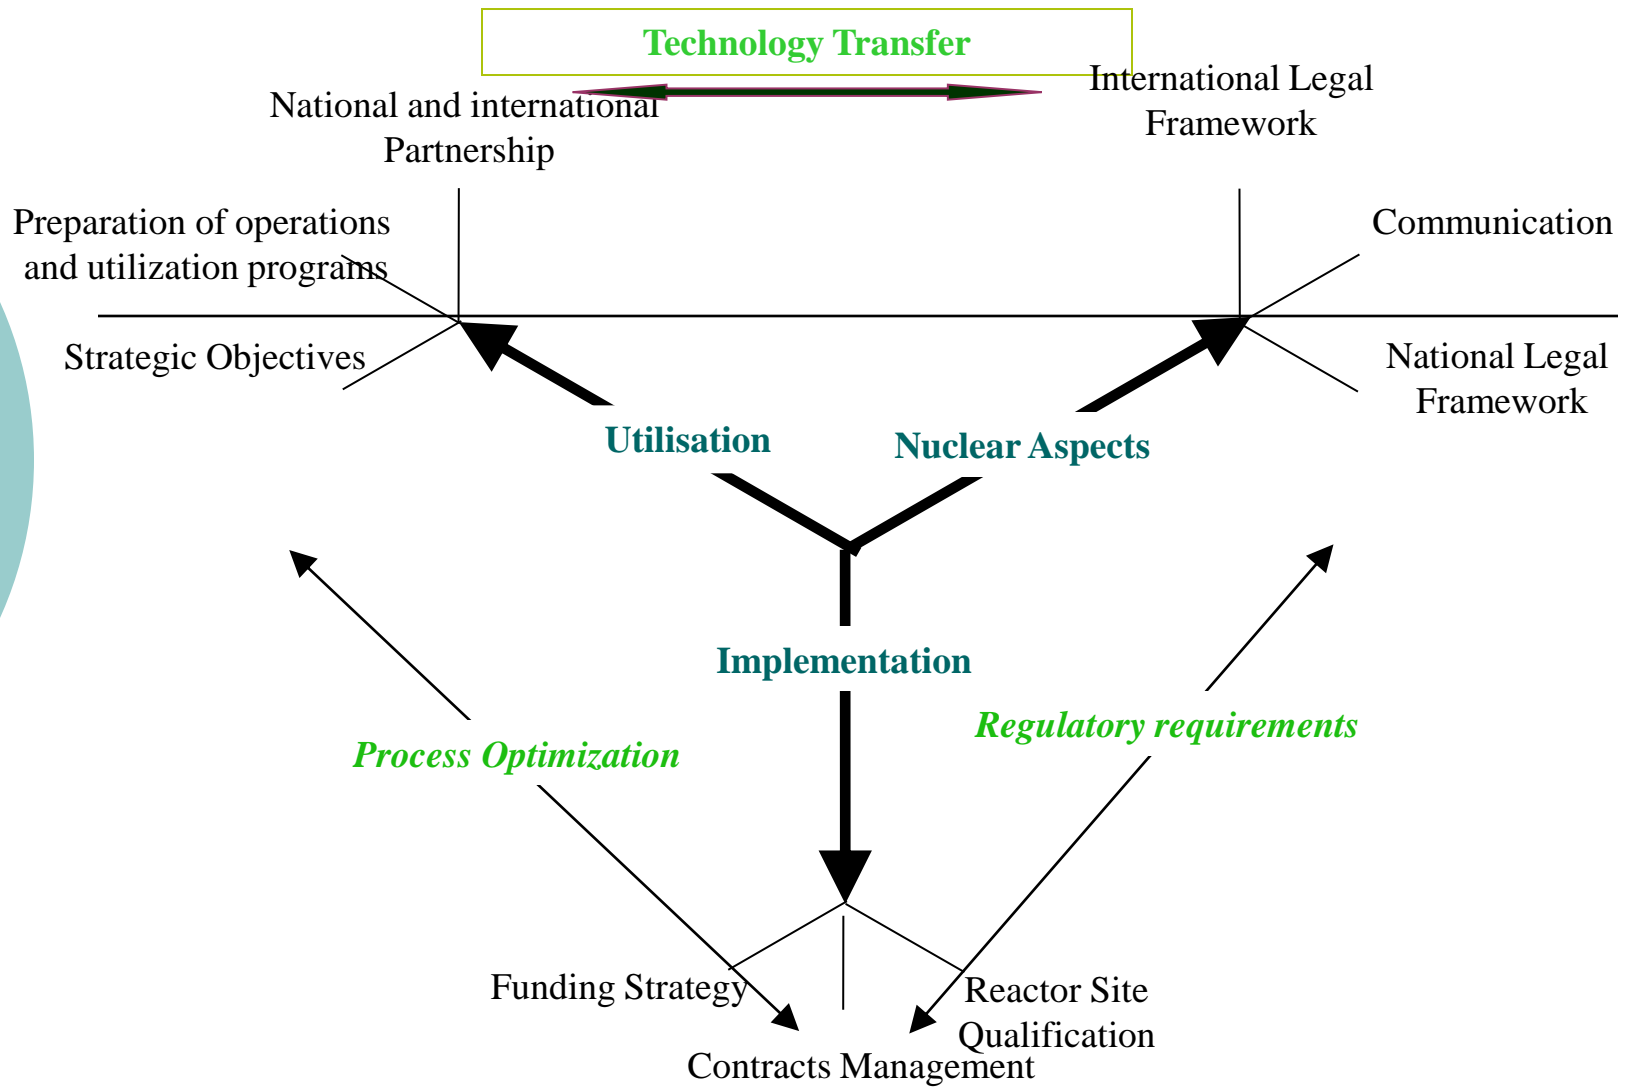 Technology Transfer
National and international
Partnership
International Legal
Framework
Preparation of operations
and utilization programs
Communication
Strategic Objectives
National Legal
Framework
Utilisation
Nuclear Aspects
Implementation
Process Optimization
Regulatory requirements
Funding Strategy
Reactor Site
Qualification
Contracts Management